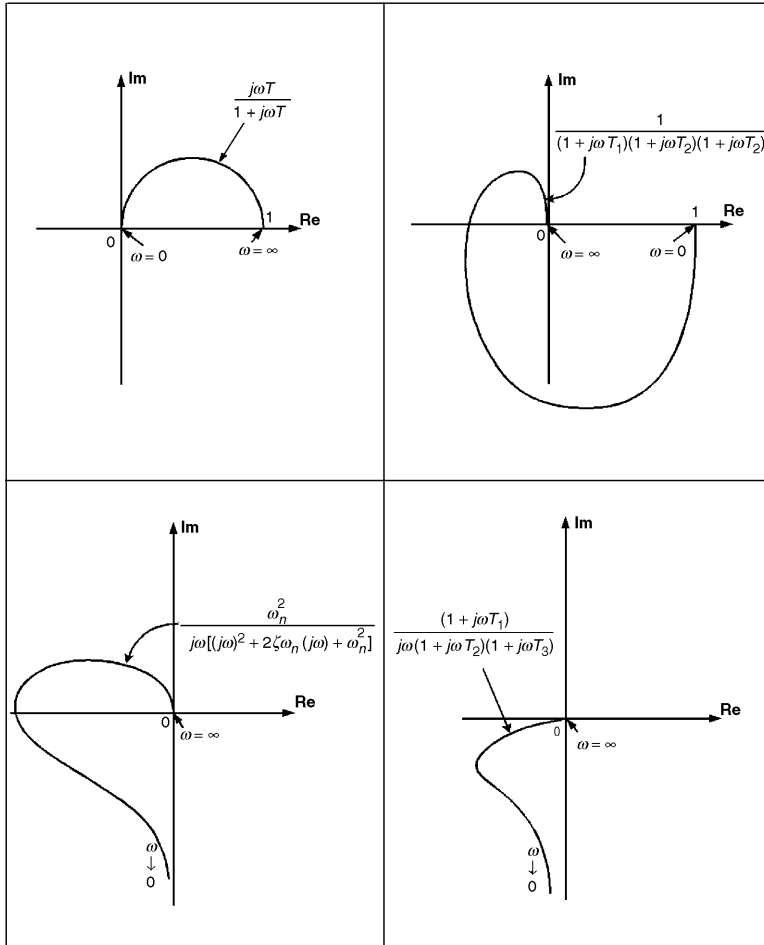 Im
jωT
1 + jωT
1
Re
0
ω = 0
ω = ∞
Im
1
(1 + jωT₁)(1 + jωT₂)(1 + jωT₂)
1
Re
0
ω = ∞
ω = 0
Im
ωₙ²
jω[(jω)² + 2ζωₙ (jω) + ωₙ²]
Re
0
ω = ∞
ω
↓
0
Im
(1 + jωT₁)
jω(1 + jωT₂)(1 + jωT₃)
Re
0
ω = ∞
ω
↓
0